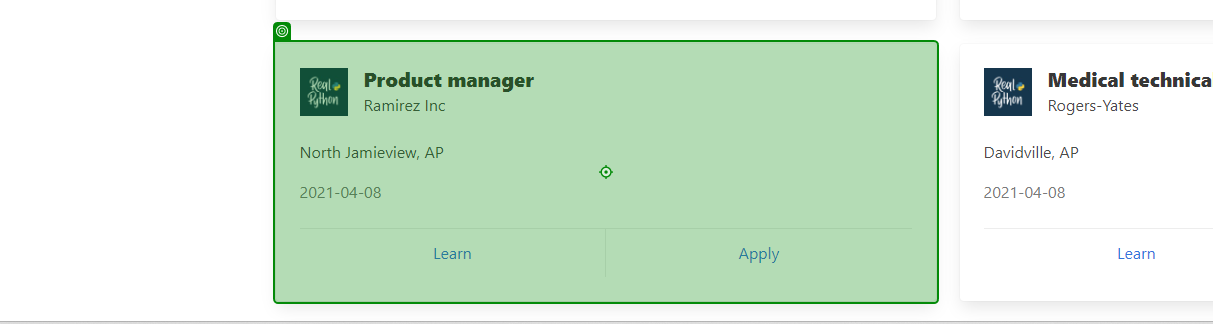 Real Python
Product manager
Ramirez Inc
North Jamieview, AP
2021-04-08
Learn
Apply
Real Python
Medical technica
Rogers-Yates
Davidville, AP
2021-04-08
Learn